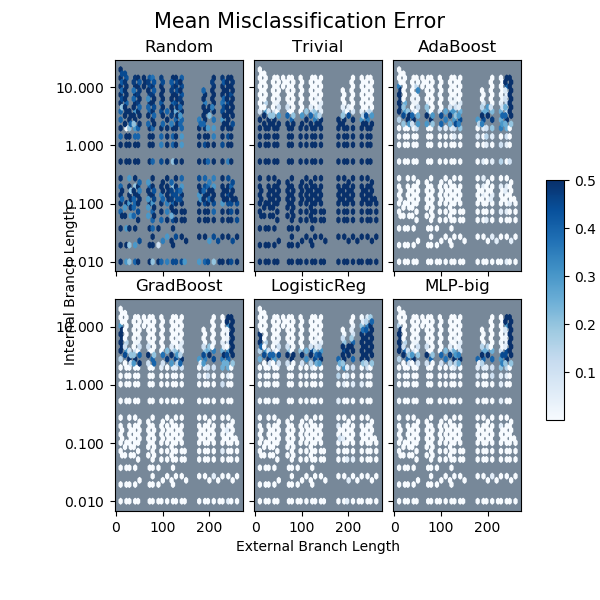 Mean Misclassification Error
Random Trivial AdaBoost
10.000
1.000
0.100
0.010
GradBoost LogisticReg MLP-big
10.000
1.000
0.100
0.010
0 100 200 0 100 200 0 100 200
External Branch Length
Internal Branch Length
0.5
0.4
0.3
0.2
0.1